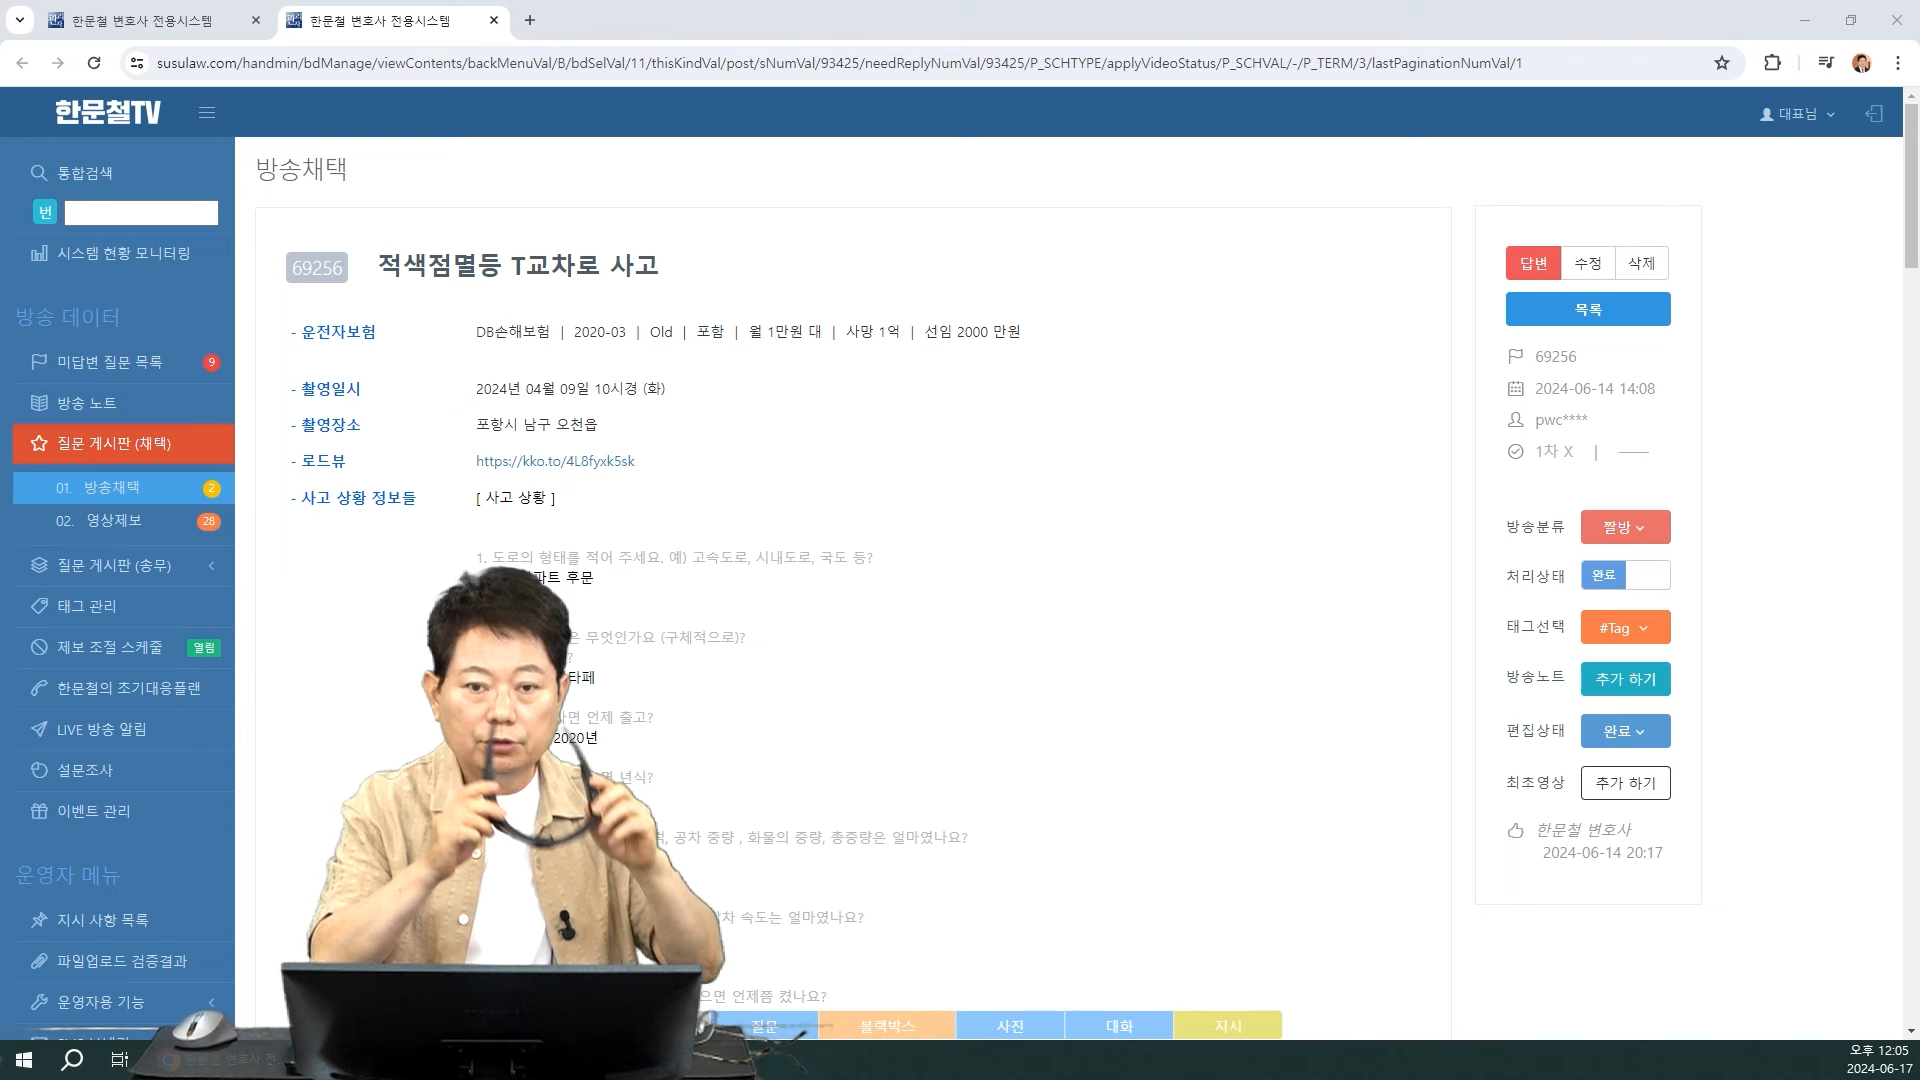 한문철 변호사 전용시스템
한문철 변호사 전용시스템
susulaw.com/handmin/bdManage/viewContents/backMenuVal/B/bdSelVal/11/thisKindVal/post/sNumVal/93425/needReplyNumVal/93425/P_SCHTYPE/applyVideoStatus/P_SCHVAL/-/P_TERM/3/lastPaginationNumVal/1
한문철TV
대표님
통합검색
번
시스템 현황 모니터링
방송 데이터
미답변 질문 목록 9
방송 노트
질문 게시판 (채택)
01. 방송채택 2
02. 영상제보 28
질문 게시판 (송무)
태그 관리
제보 조절 스케줄 열림
한문철의 초기대응플랜
LIVE 방송 알림
설문조사
이벤트 관리
운영자 메뉴
지시 사항 목록
파일업로드 검증결과
운영자용 기능
방송채택
69256 적색점멸등 T교차로 사고
- 운전자보험 DB손해보험 | 2020-03 | Old | 포함 | 월 1만원 대 | 사망 1억 | 선임 2000 만원
- 촬영일시 2024년 04월 09일 10시경 (화)
- 촬영장소 포항시 남구 오천읍
- 로드뷰 https://kko.to/4L8fyxk5sk
- 사고 상황 정보들 [ 사고 상황 ]
1. 도로의 형태를 적어 주세요. 예) 고속도로, 시내도로, 국도 등?
파트 후문
은 무엇인가요 (구체적으로)?
?
타페
면 언제 출고?
2020년
년식?
, 공차 중량 , 화물의 중량, 총중량은 얼마였나요?
차 속도는 얼마였나요?
으면 언제쯤 켰나요?
질문 블랙박스 사진 대화 지시
답변 수정 삭제
목록
69256
2024-06-14 14:08
pwc****
1차 X |
방송분류 짤방
처리상태 완료
태그선택 #Tag
방송노트 추가 하기
편집상태 완료
최초영상 추가 하기
한문철 변호사
2024-06-14 20:17
한문철 변호사 전
오후 12:05
2024-06-17